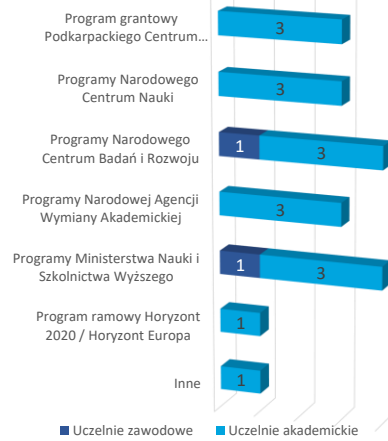 Program grantowy
Podkarpackiego Centrum...
3
Programy Narodowego
Centrum Nauki
3
Programy Narodowego
Centrum Badań i Rozwoju
1 3
Programy Narodowej Agencji
Wymiany Akademickiej
3
Programy Ministerstwa Nauki i
Szkolnictwa Wyższego
1 3
Program ramowy Horyzont
2020 / Horyzont Europa
1
Inne
1
Uczelnie zawodowe Uczelnie akademickie